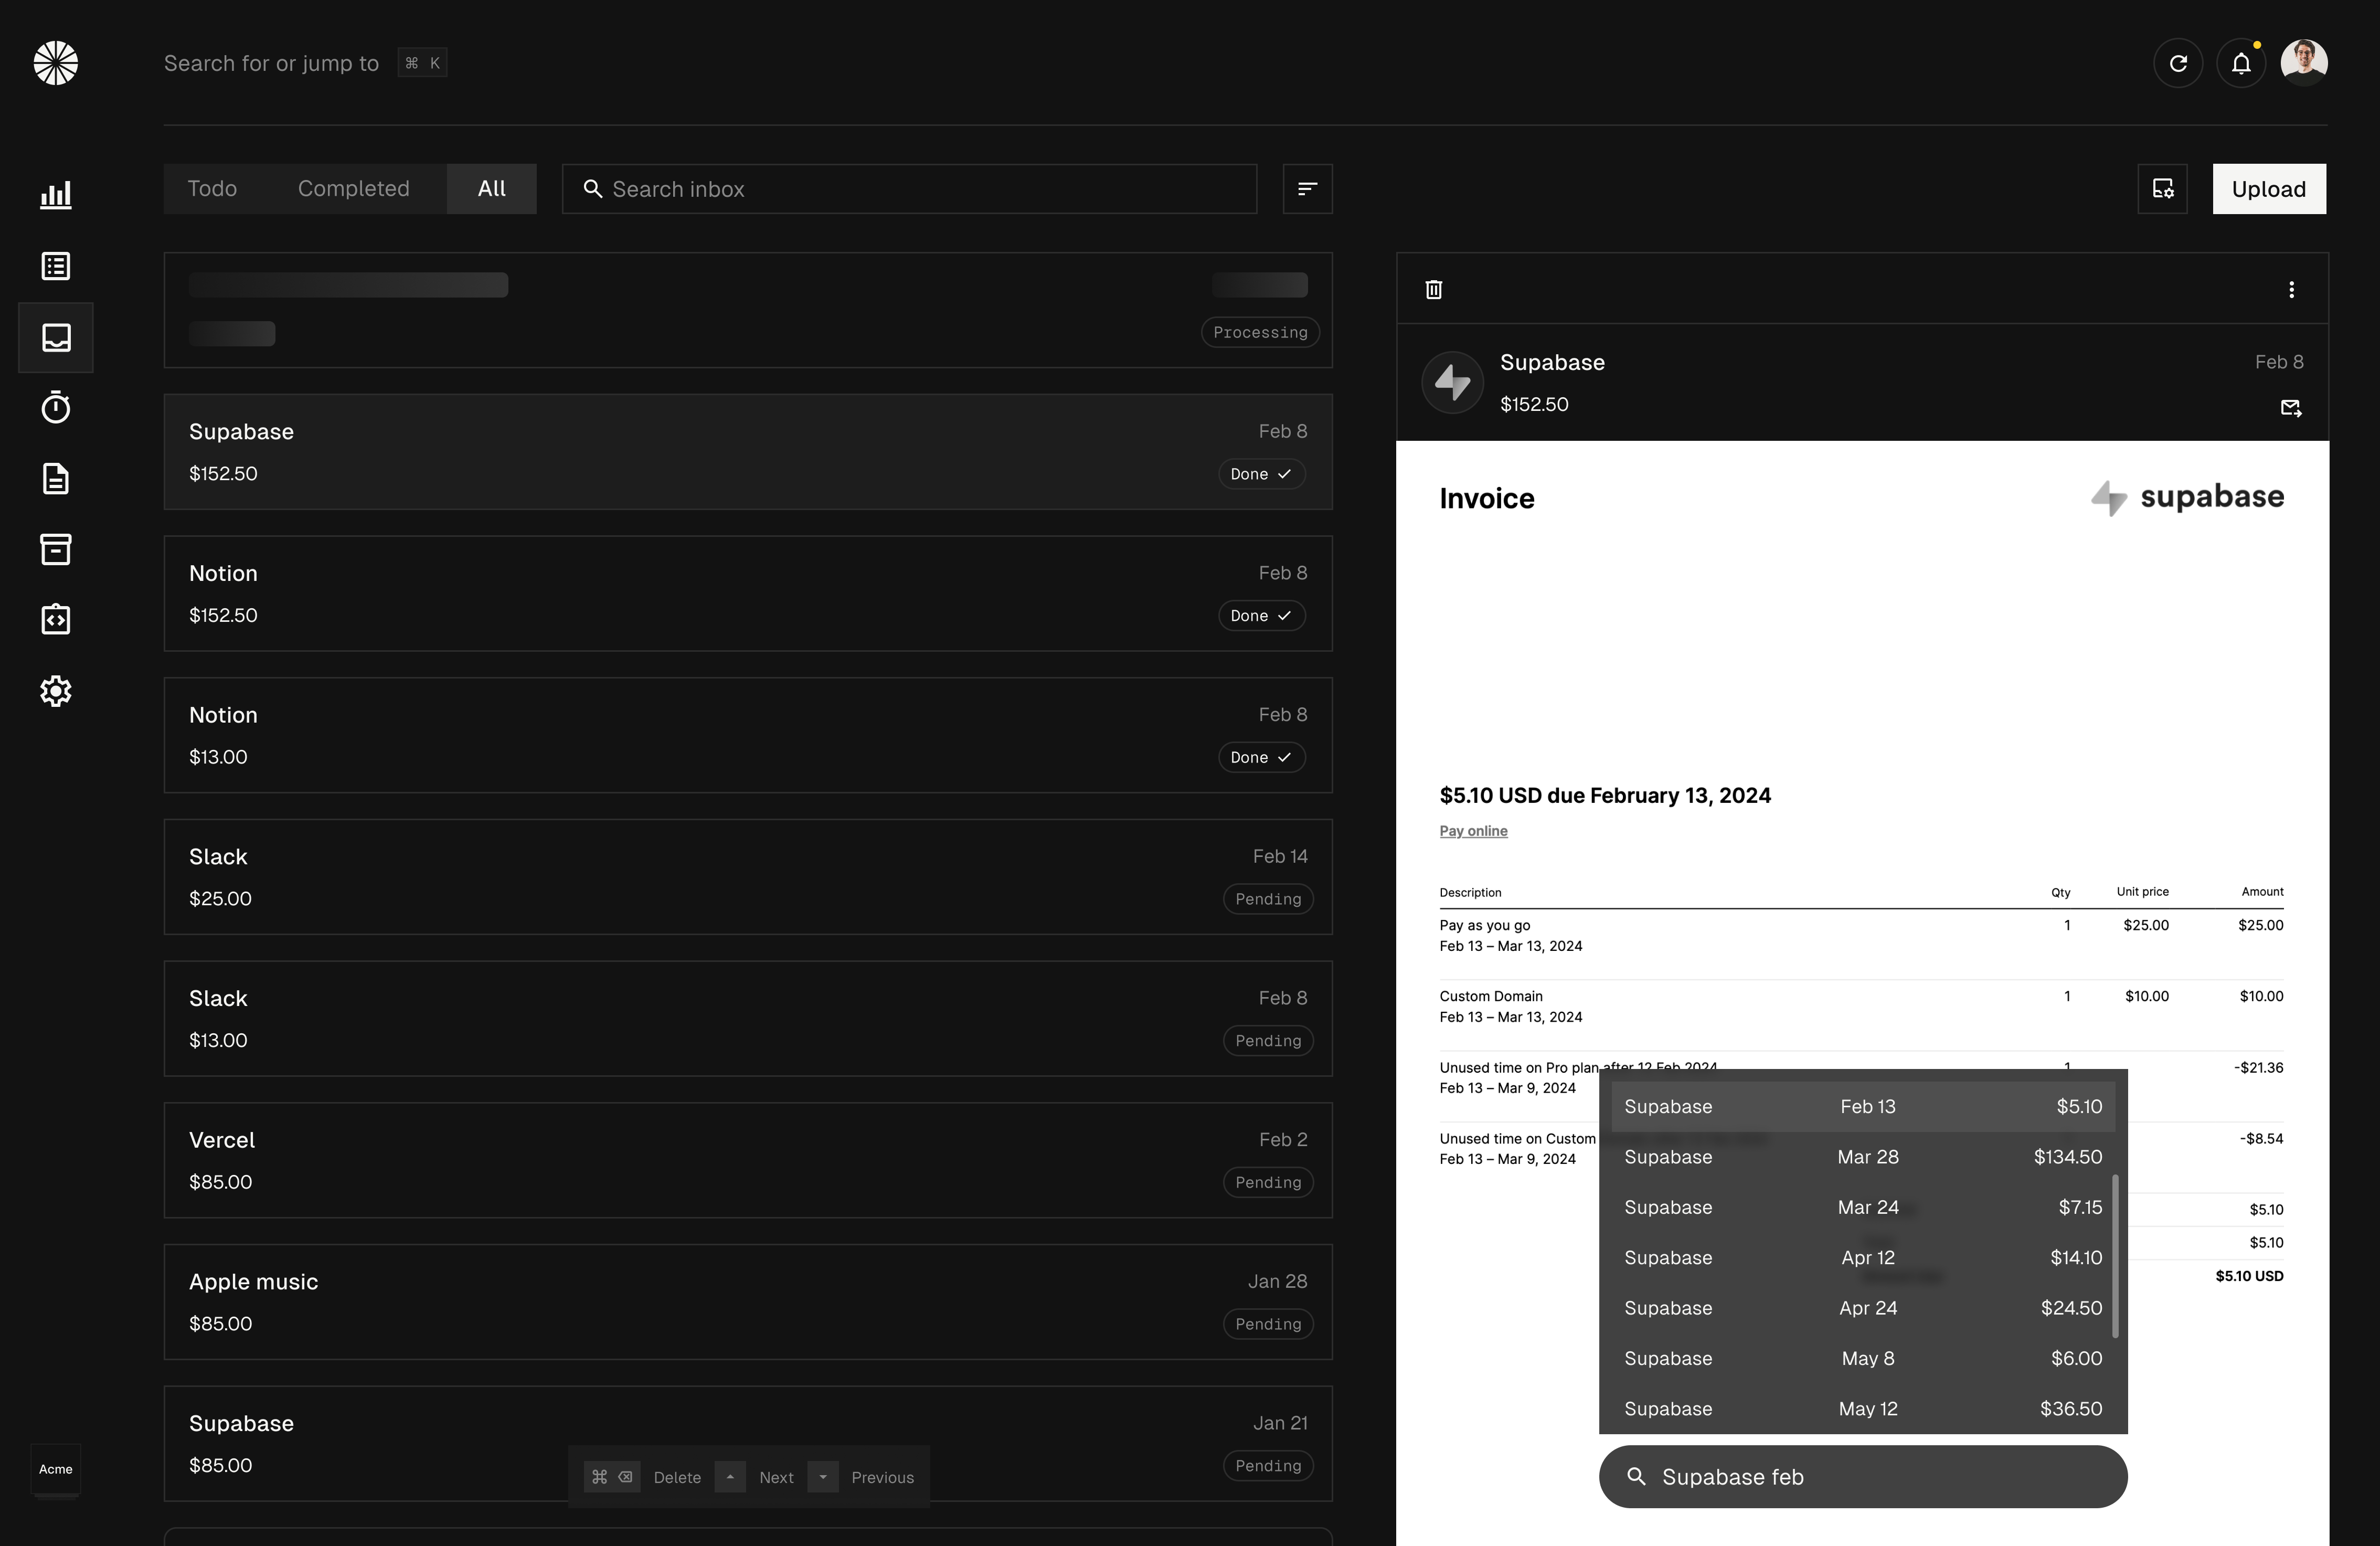 Search for or jump to ⌘ K
Todo Completed All
Search inbox
Upload
Processing
Supabase Feb 8
$152.50 Done
Notion Feb 8
$152.50 Done
Notion Feb 8
$13.00 Done
Slack Feb 14
$25.00 Pending
Slack Feb 8
$13.00 Pending
Vercel Feb 2
$85.00 Pending
Apple music Jan 28
$85.00 Pending
Supabase Jan 21
$85.00 Pending
⌘ Delete Next Previous
Acme
Supabase Feb 8
$152.50
Invoice supabase
$5.10 USD due February 13, 2024
Pay online
Description Qty Unit price Amount
Pay as you go 1 $25.00 $25.00
Feb 13 – Mar 13, 2024
Custom Domain 1 $10.00 $10.00
Feb 13 – Mar 13, 2024
Unused time on Pro plan after 12 Feb 2024 1 -$21.36
Feb 13 – Mar 9, 2024
Unused time on Custom -$8.54
Feb 13 – Mar 9, 2024
$5.10
$5.10
$5.10 USD
Supabase Feb 13 $5.10
Supabase Mar 28 $134.50
Supabase Mar 24 $7.15
Supabase Apr 12 $14.10
Supabase Apr 24 $24.50
Supabase May 8 $6.00
Supabase May 12 $36.50
Supabase feb